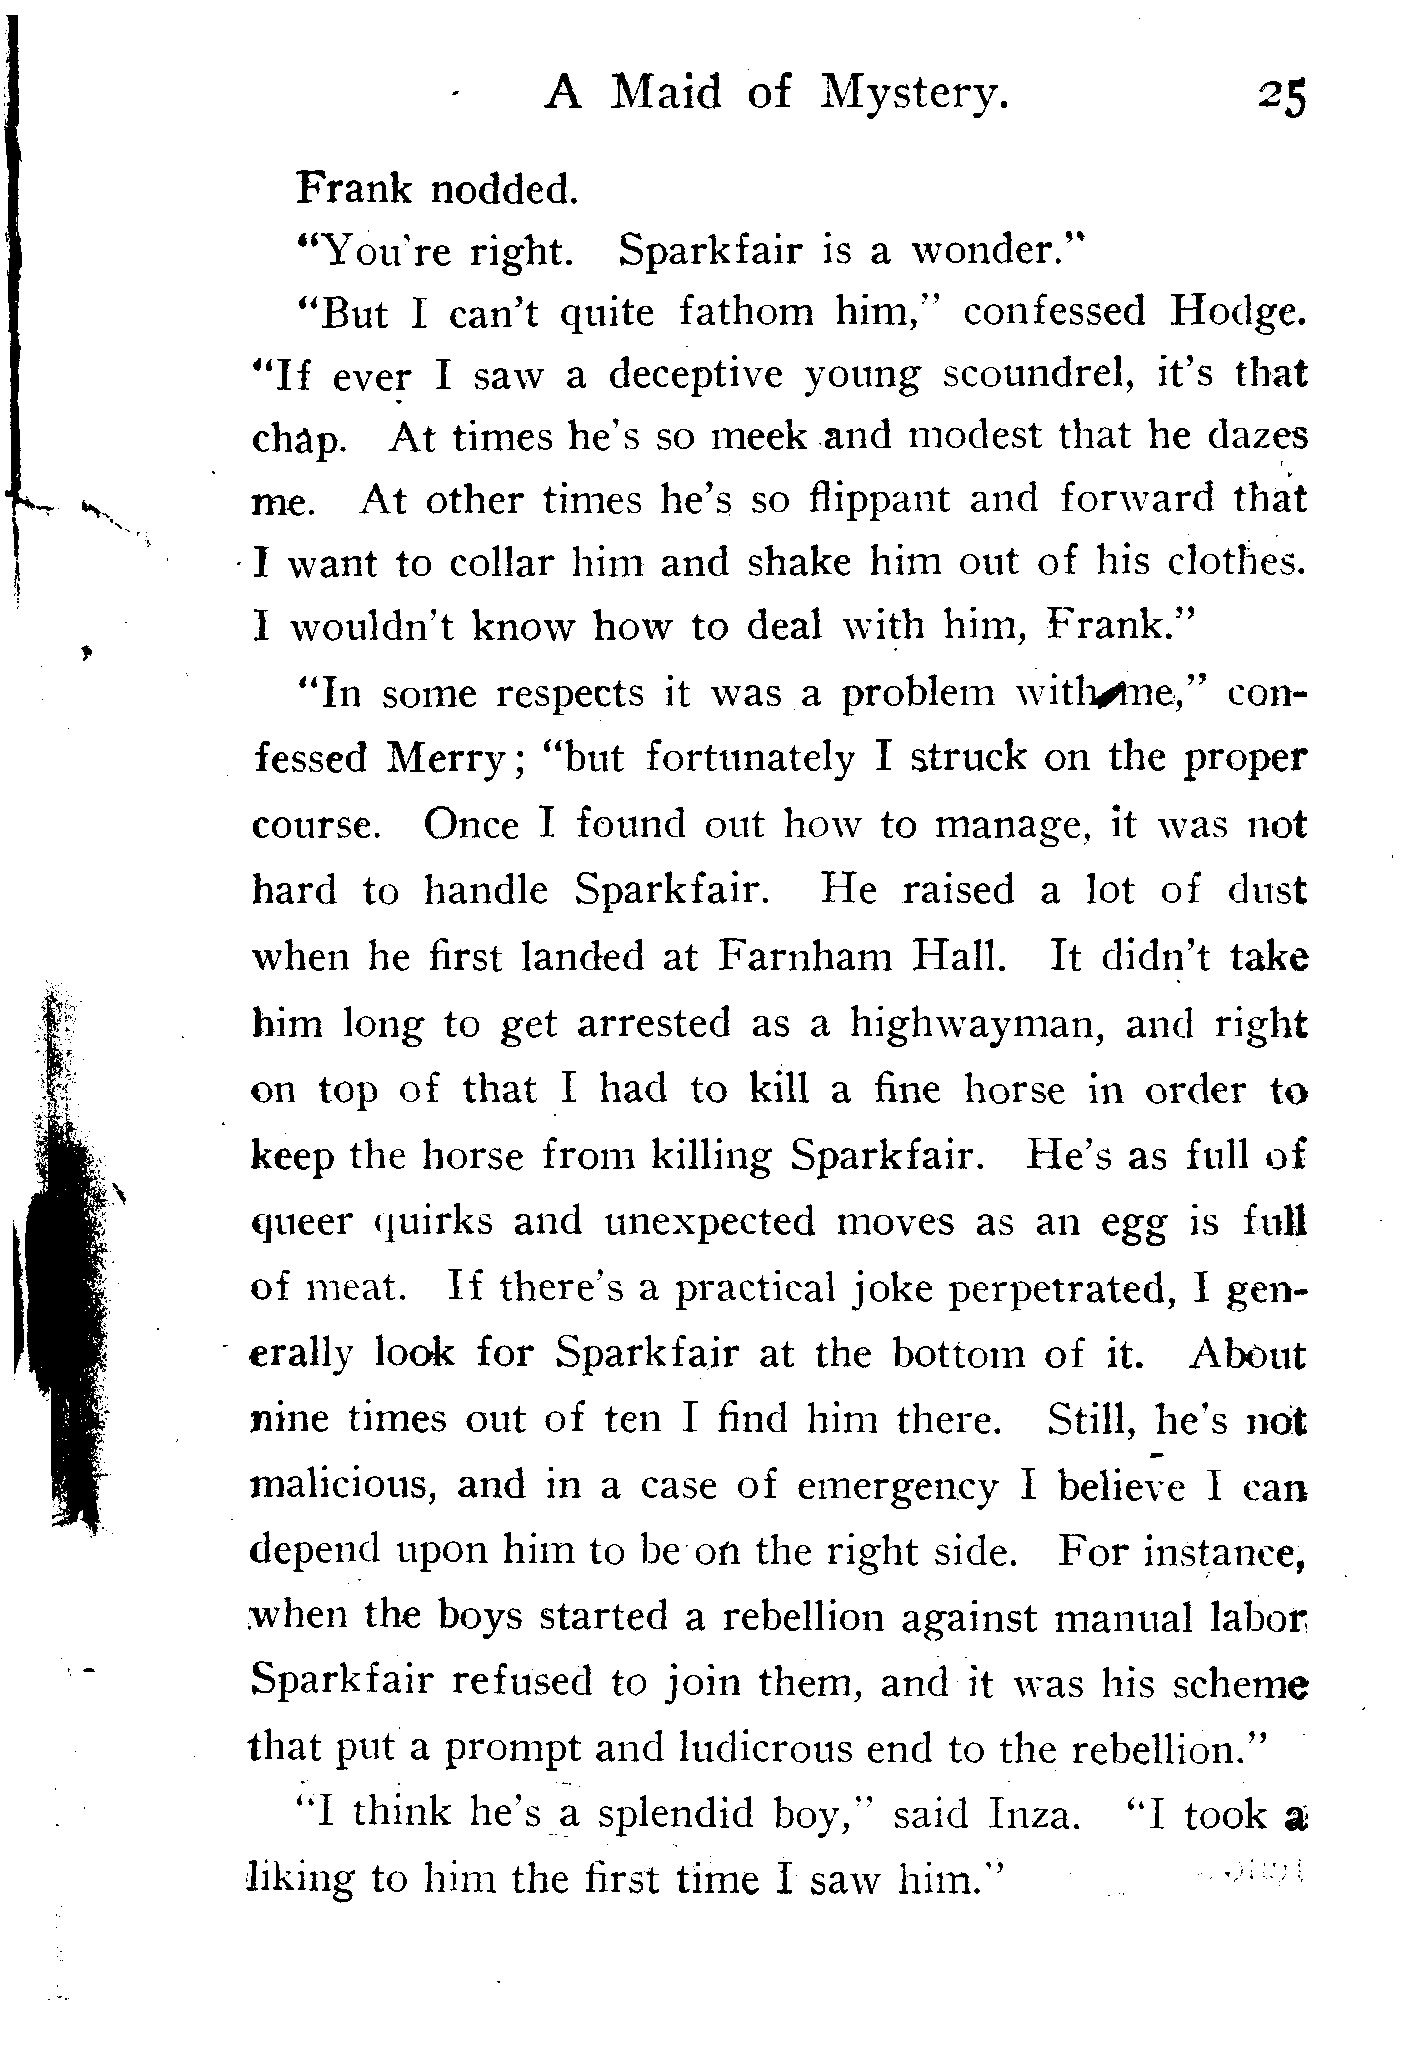 A Maid of Mystery. 25
Frank nodded.
"You're right. Sparkfair is a wonder."
"But I can't quite fathom him," confessed Hodge.
"If ever I saw a deceptive young scoundrel, it's that
chap. At times he's so meek and modest that he dazes
me. At other times he's so flippant and forward that
I want to collar him and shake him out of his clothes.
I wouldn't know how to deal with him, Frank."
"In some respects it was a problem with me," con-
fessed Merry; "but fortunately I struck on the proper
course. Once I found out how to manage, it was not
hard to handle Sparkfair. He raised a lot of dust
when he first landed at Farnham Hall. It didn't take
him long to get arrested as a highwayman, and right
on top of that I had to kill a fine horse in order to
keep the horse from killing Sparkfair. He's as full of
queer quirks and unexpected moves as an egg is full
of meat. If there's a practical joke perpetrated, I gen-
erally look for Sparkfair at the bottom of it. About
nine times out of ten I find him there. Still, he's not
malicious, and in a case of emergency I believe I can
depend upon him to be on the right side. For instance,
when the boys started a rebellion against manual labor
Sparkfair refused to join them, and it was his scheme
that put a prompt and ludicrous end to the rebellion."
"I think he's a splendid boy," said Inza. "I took a
liking to him the first time I saw him."